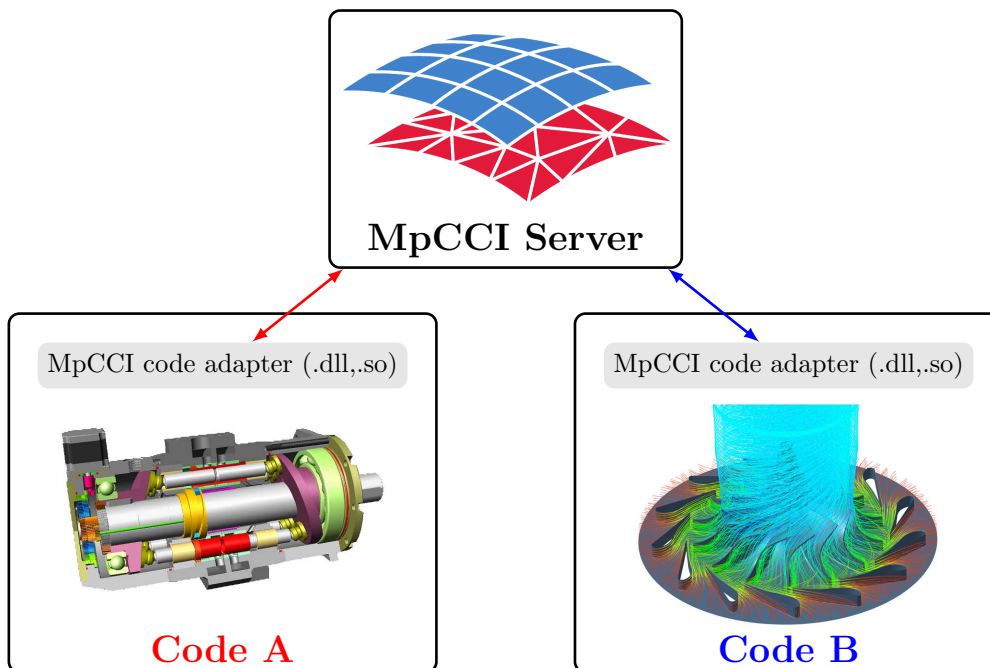 MpCCI Server
MpCCI code adapter (.dll,.so)
MpCCI code adapter (.dll,.so)
Code A
Code B